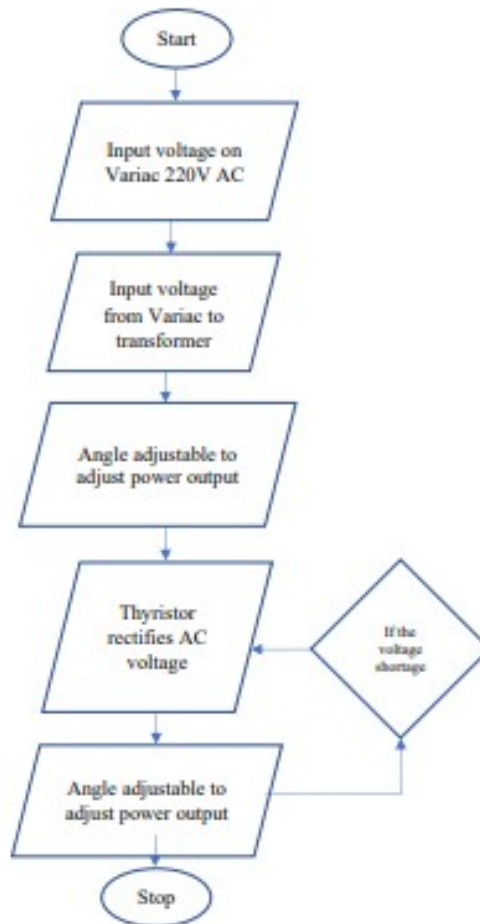 Start
Input voltage on
Variac 220V AC
Input voltage
from Variac to
transformer
Angle adjustable to
adjust power output
Thyristor
rectifies AC
voltage
If the
voltage
shortage
Angle adjustable to
adjust power output
Stop